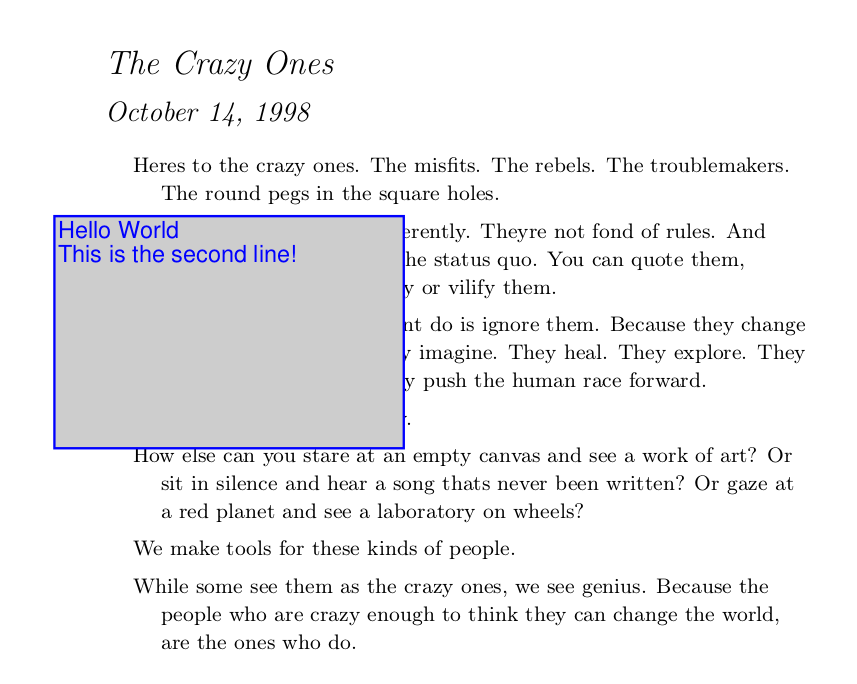 The Crazy Ones
October 14, 1998
Heres to the crazy ones. The misfits. The rebels. The troublemakers.
The round pegs in the square holes.
Hello World
This is the second line!
erently. Theyre not fond of rules. And
he status quo. You can quote them,
y or vilify them.
nt do is ignore them. Because they change
y imagine. They heal. They explore. They
y push the human race forward.
How else can you stare at an empty canvas and see a work of art? Or
sit in silence and hear a song thats never been written? Or gaze at
a red planet and see a laboratory on wheels?
We make tools for these kinds of people.
While some see them as the crazy ones, we see genius. Because the
people who are crazy enough to think they can change the world,
are the ones who do.